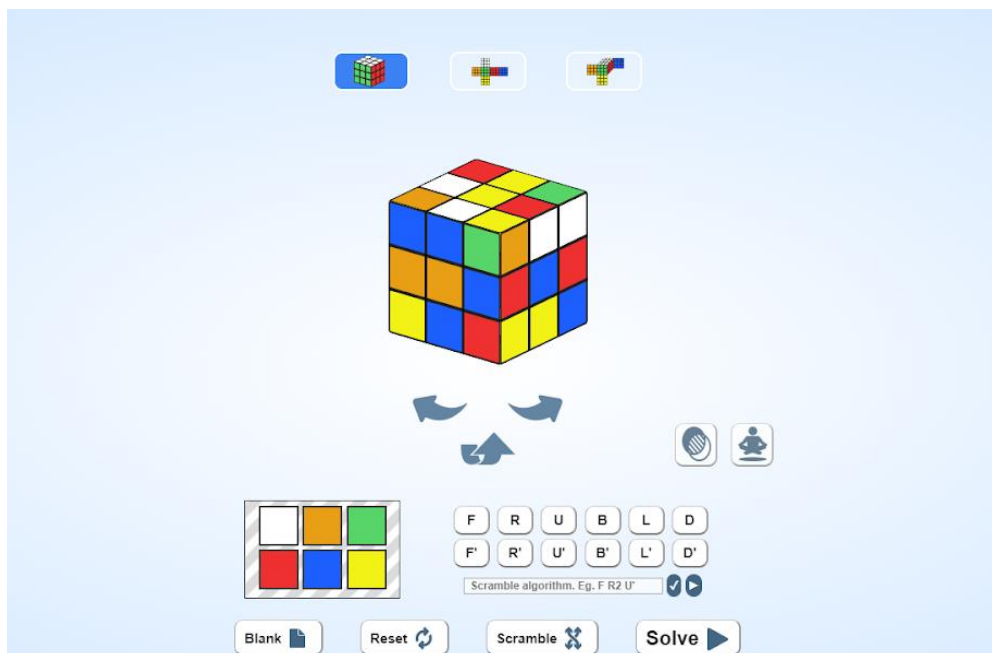 F R U B L D
F' R' U' B' L' D'
Scramble algorithm. Eg. F R2 U'
Blank Reset Scramble Solve